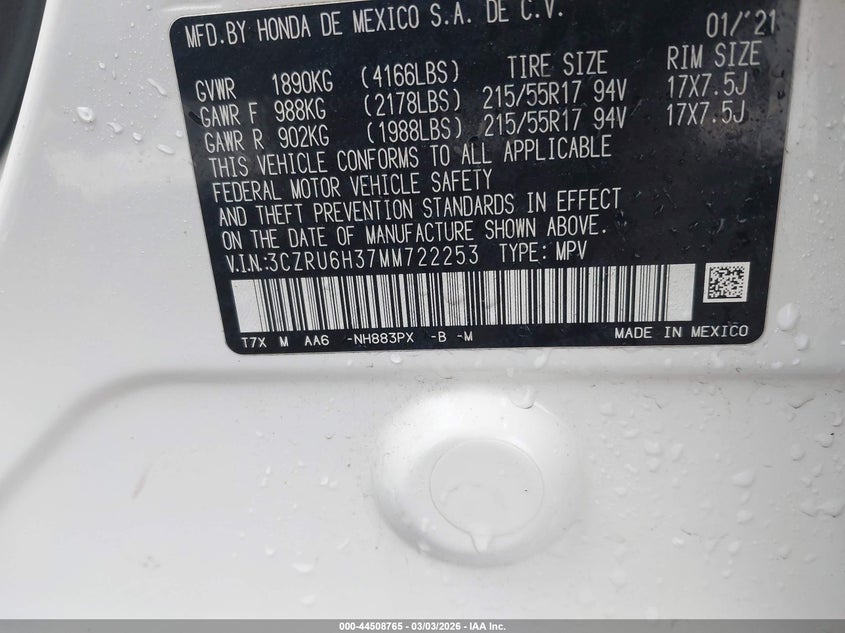 MFD.BY HONDA DE MEXICO S.A. DE C.V. 01/'21
GVWR 1890KG (4166LBS) TIRE SIZE RIM SIZE
GAWR F 988KG (2178LBS) 215/55R17 94V 17X7.5J
GAWR R 902KG (1988LBS) 215/55R17 94V 17X7.5J
THIS VEHICLE CONFORMS TO ALL APPLICABLE
FEDERAL MOTOR VEHICLE SAFETY
AND THEFT PREVENTION STANDARDS IN EFFECT
ON THE DATE OF MANUFACTURE SHOWN ABOVE.
V.I.N:3CZRU6H37MM722253 TYPE: MPV
T7X M AA6 -NH883PX -B -M MADE IN MEXICO
000-44508765 | 03/03/2026 | IAA Inc.